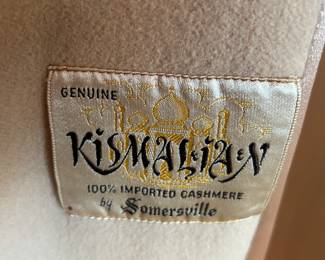 GENUINE
KiSMALiAN
100% IMPORTED CASHMERE
by Somersville